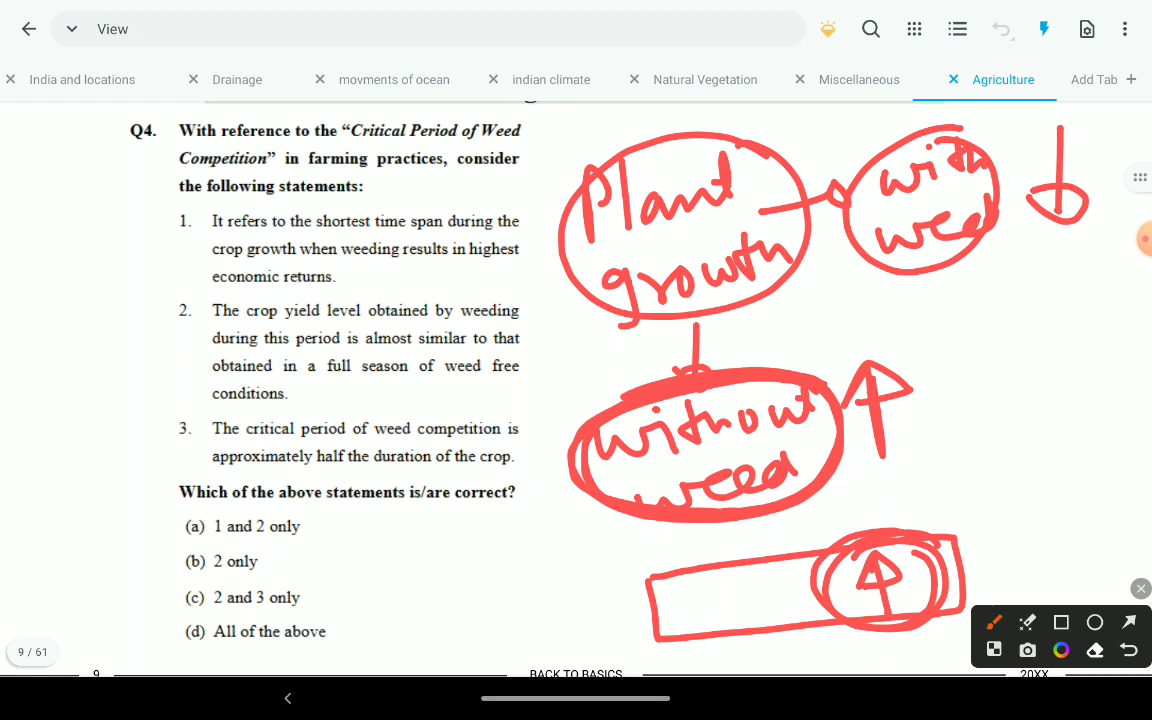 View
India and locations
Drainage
movments of ocean
indian climate
Natural Vegetation
Miscellaneous
Agriculture
Add Tab +
Q4. With reference to the “Critical Period of Weed
Competition” in farming practices, consider
the following statements:
1. It refers to the shortest time span during the
crop growth when weeding results in highest
economic returns.
2. The crop yield level obtained by weeding
during this period is almost similar to that
obtained in a full season of weed free
conditions.
3. The critical period of weed competition is
approximately half the duration of the crop.
Which of the above statements is/are correct?
(a) 1 and 2 only
(b) 2 only
(c) 2 and 3 only
(d) All of the above
Plant
growth
with
weed
without
weed
9 / 61
9
BACK TO BASICS
20XX